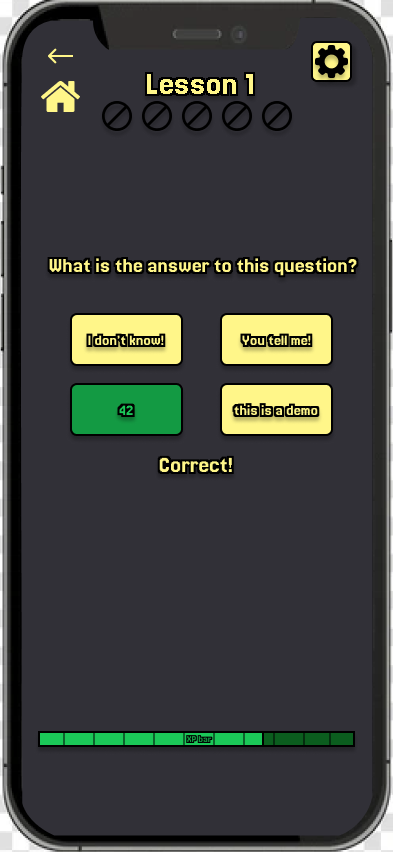 Lesson 1
What is the answer to this question?
I don't know!
You tell me!
42
this is a demo
Correct!
XP bar